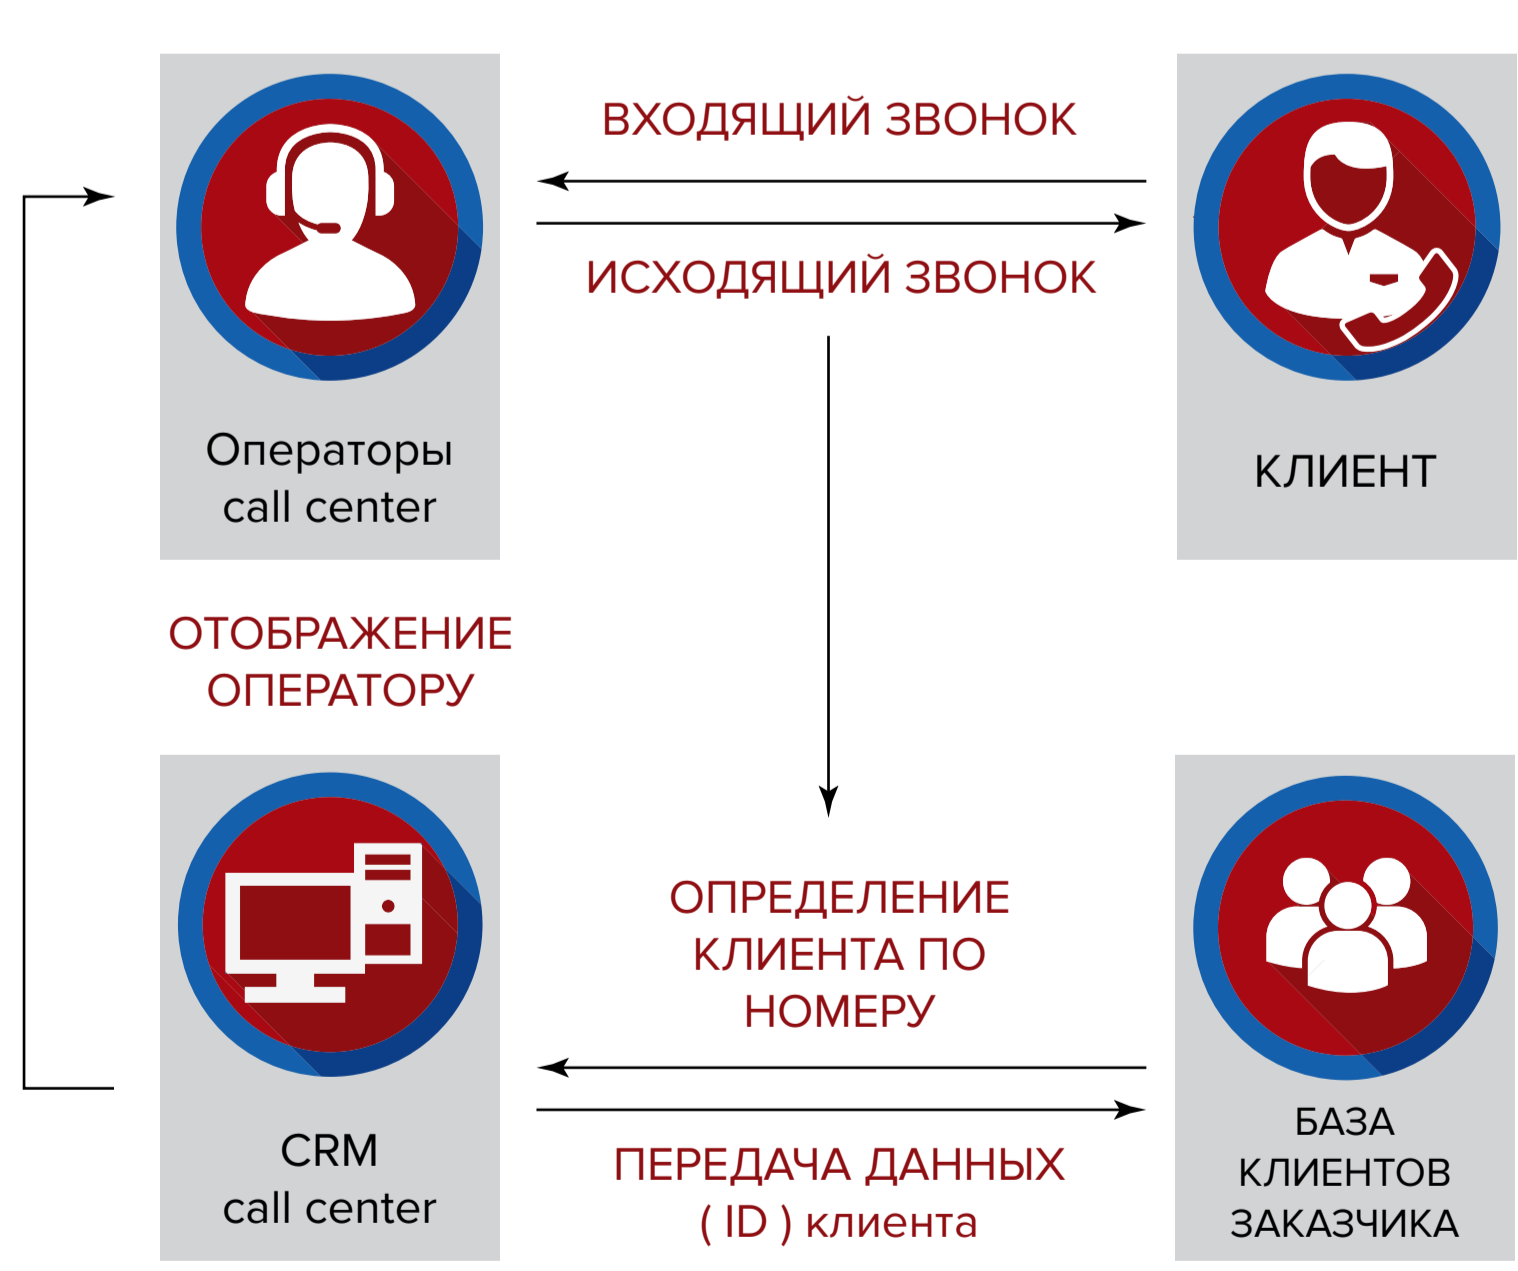 ВХОДЯЩИЙ ЗВОНОК
ИСХОДЯЩИЙ ЗВОНОК
Операторы
call center
КЛИЕНТ
ОТОБРАЖЕНИЕ
ОПЕРАТОРУ
ОПРЕДЕЛЕНИЕ
КЛИЕНТА ПО
НОМЕРУ
CRM
call center
ПЕРЕДАЧА ДАННЫХ
( ID ) клиента
БАЗА
КЛИЕНТОВ
ЗАКАЗЧИКА